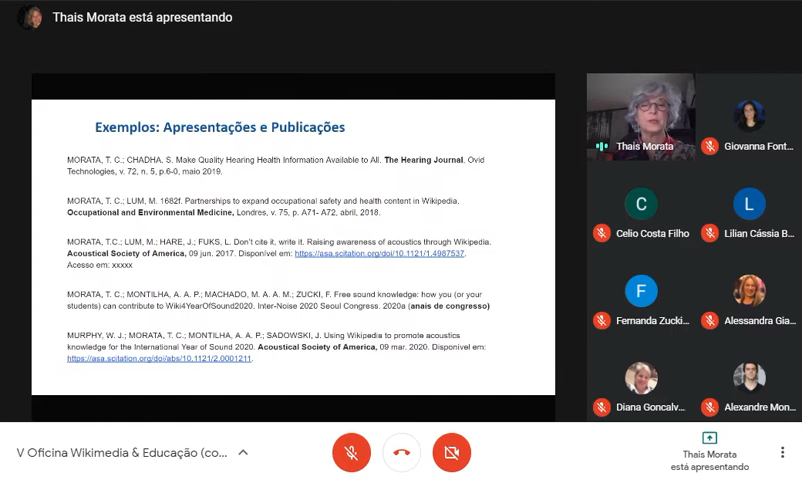 Thais Morata está apresentando
Exemplos: Apresentações e Publicações
MORATA, T. C.; CHADHA, S. Make Quality Hearing Health Information Available to All. The Hearing Journal. Ovid
Technologies, v. 72, n. 5, p.6-0, maio 2019.
MORATA, T. C.; LUM, M. 1682f. Partnerships to expand occupational safety and health content in Wikipedia.
Occupational and Environmental Medicine, Londres, v. 75, p. A71- A72, abril, 2018.
MORATA, T.C.; LUM, M.; HARE, J.; FUKS, L. Don't cite it, write it. Raising awareness of acoustics through Wikipedia.
Acoustical Society of America, 09 jun. 2017. Disponível em: https://asa.scitation.org/doi/10.1121/1.4987537.
Acesso em: xxxxx
MORATA, T. C.; MONTILHA, A. A. P.; MACHADO, M. A. A. M.; ZUCKI, F. Free sound knowledge: how you (or your
students) can contribute to Wiki4YearOfSound2020. Inter-Noise 2020 Seoul Congress. 2020a (anais de congresso)
MURPHY, W. J.; MORATA, T. C.; MONTILHA, A. A. P.; SADOWSKI, J. Using Wikipedia to promote acoustics
knowledge for the International Year of Sound 2020. Acoustical Society of America, 09 mar. 2020. Disponível em:
https://asa.scitation.org/doi/abs/10.1121/2.0001211.
Thais Morata
Giovanna Font...
C
L
Celio Costa Filho
Lilian Cássia B...
F
Fernanda Zucki...
Alessandra Gia...
Diana Goncalv...
Alexandre Mon...
V Oficina Wikimedia & Educação (co...
Thais Morata
está apresentando